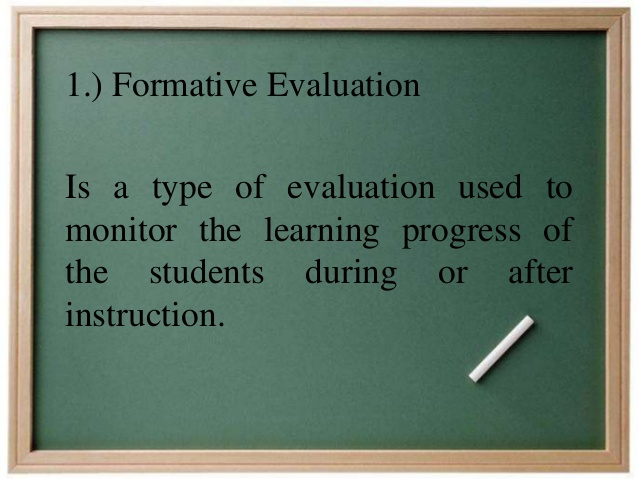 1.) Formative Evaluation
Is a type of evaluation used to
monitor the learning progress of
the students during or after
instruction.